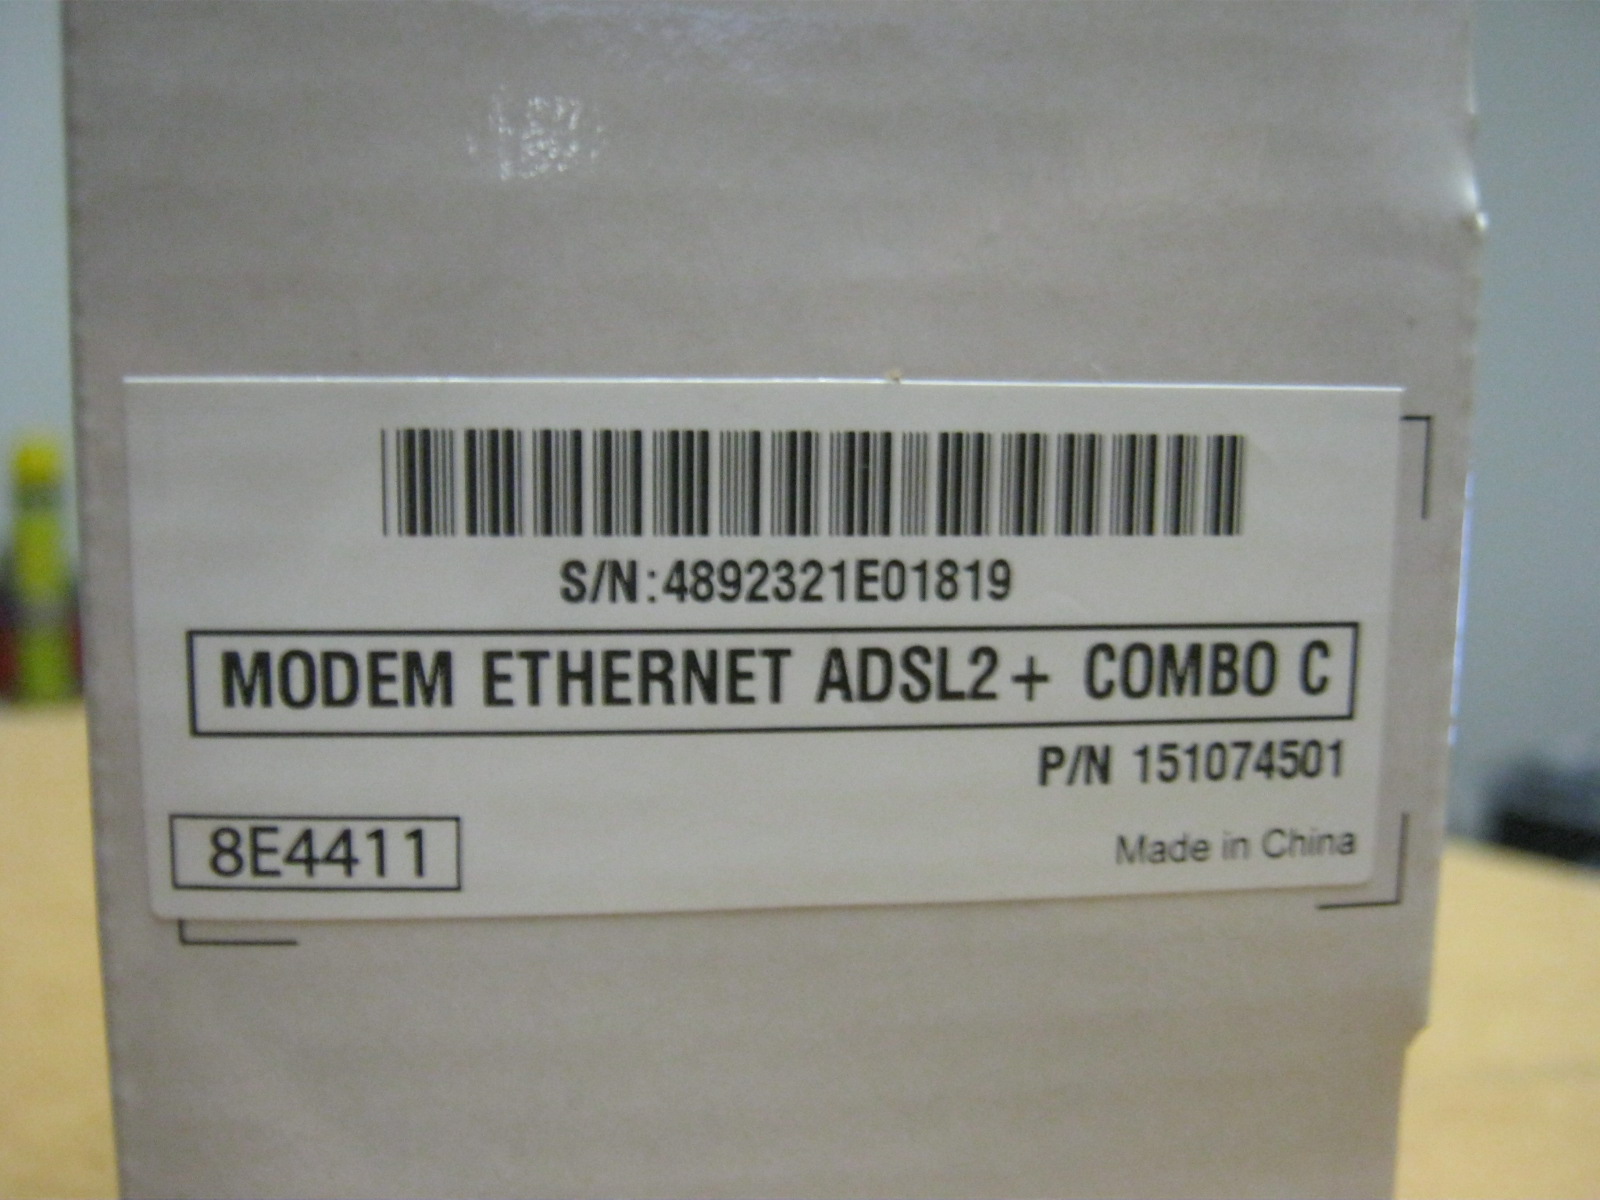 S/N:4892321E01819
MODEM ETHERNET ADSL2+ COMBO C
P/N 151074501
8E4411
Made in China